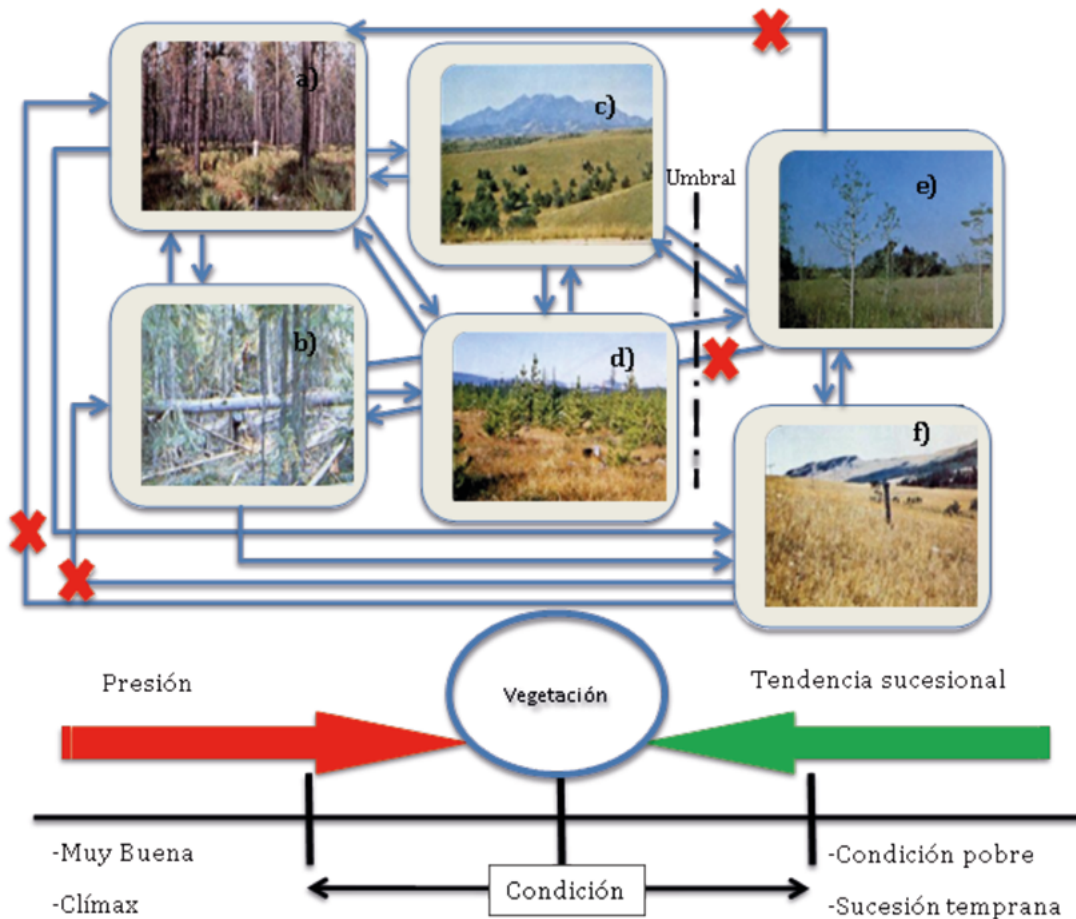 a)
c)
Umbral
e)
b)
d)
f)
Presión
Vegetación
Tendencia sucesional
-Muy Buena
-Clímax
Condición
-Condición pobre
-Sucesión temprana